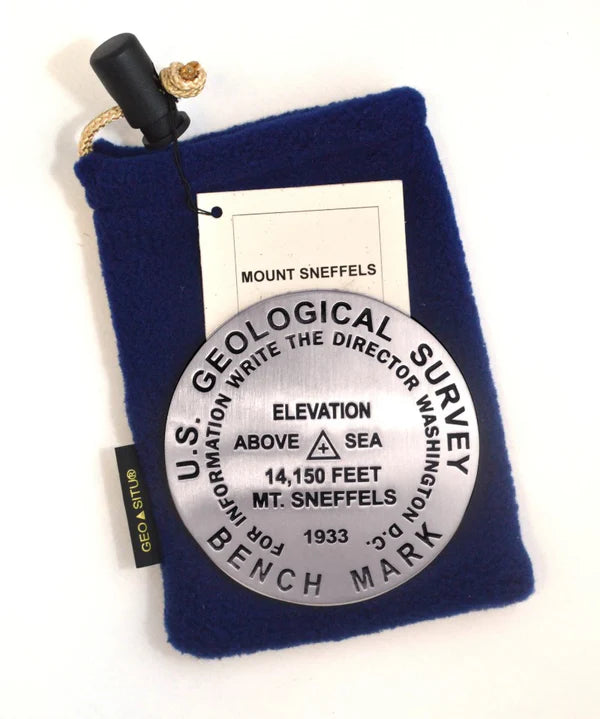 MOUNT SNEFFELS
U.S. GEOLOGICAL SURVEY
FOR INFORMATION WRITE THE DIRECTOR WASHINGTON D.C.
ELEVATION
ABOVE SEA
14,150 FEET
MT. SNEFFELS
1933
BENCH MARK
GEO▲SITU®